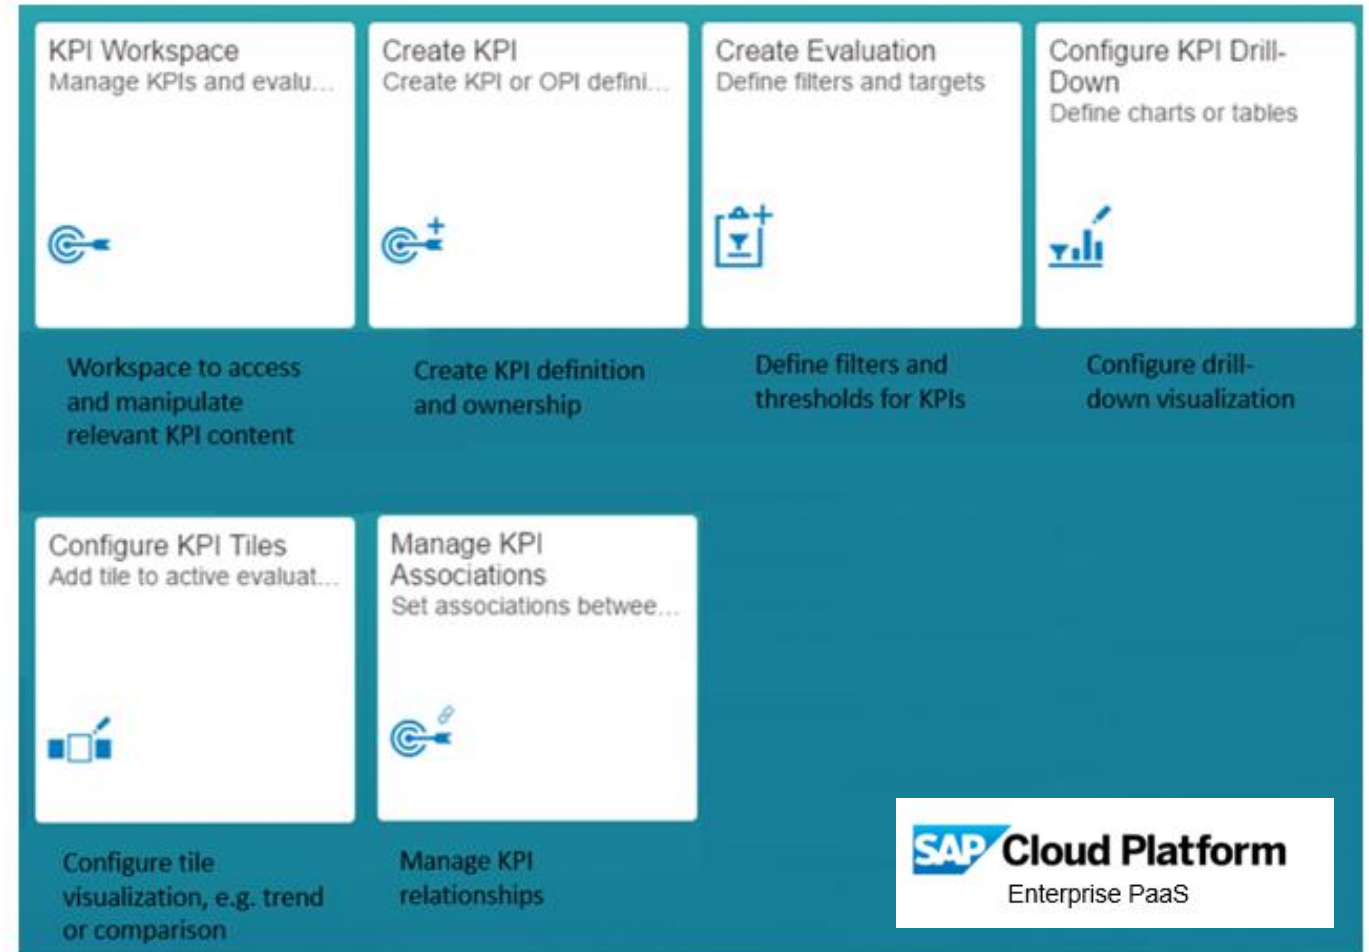 KPI Workspace
Manage KPIs and evalu...
Create KPI
Create KPI or OPI defini...
Create Evaluation
Define filters and targets
Configure KPI Drill-
Down
Define charts or tables
Workspace to access
and manipulate
relevant KPI content
Create KPI definition
and ownership
Define filters and
thresholds for KPIs
Configure drill-
down visualization
Configure KPI Tiles
Add tile to active evaluat...
Manage KPI
Associations
Set associations betwee...
Configure tile
visualization, e.g. trend
or comparison
Manage KPI
relationships
SAP Cloud Platform
Enterprise PaaS